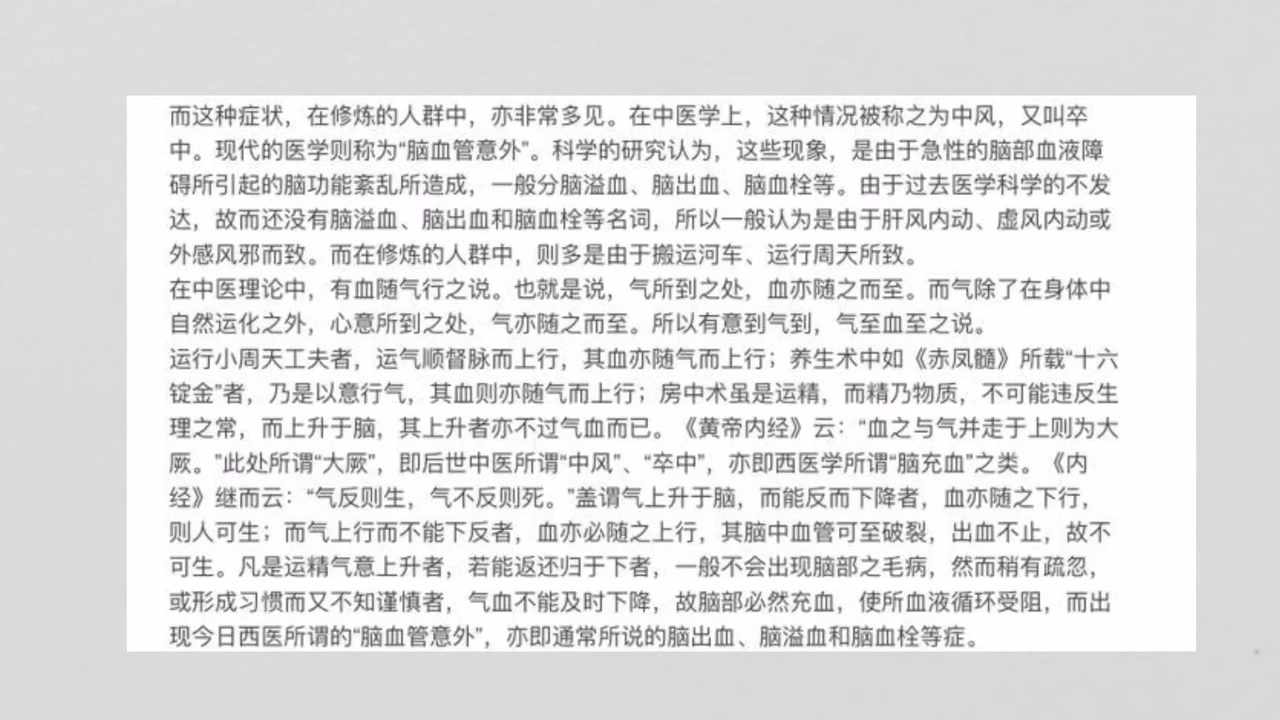 而这种症状，在修炼的人群中，亦非常多见。在中医学上，这种情况被称之为中风，又叫卒
中。现代的医学则称为“脑血管意外”。科学的研究认为，这些现象，是由于急性的脑部血液障
碍所引起的脑功能紊乱所造成，一般分脑溢血、脑出血、脑血栓等。由于过去医学科学的不发
达，故而还没有脑溢血、脑出血和脑血栓等名词，所以一般认为是由于肝风内动、虚风内动或
外感风邪而致。而在修炼的人群中，则多是由于搬运河车、运行周天所致。
在中医理论中，有血随气行之说。也就是说，气所到之处，血亦随之而至。而气除了在身体中
自然运化之外，心意所到之处，气亦随之而至。所以有意到气到，气至血至之说。
运行小周天工夫者，运气顺督脉而上行，其血亦随气而上行；养生术中如《赤凤髓》所载“十六
锭金”者，乃是以意行气，其血则亦随气而上行；房中术虽是运精，而精乃物质，不可能违反生
理之常，而上升于脑，其上升者亦不过气血而已。《黄帝内经》云：“血之与气并走于上则为大
厥。”此处所谓“大厥”，即后世中医所谓“中风”、“卒中”，亦即西医学所谓“脑充血”之类。《内
经》继而云：“气反则生，气不反则死。”盖谓气上升于脑，而能反而下降者，血亦随之下行，
则人可生；而气上行而不能下反者，血亦必随之上行，其脑中血管可至破裂，出血不止，故不
可生。凡是运精气意上升者，若能返还归于下者，一般不会出现脑部之毛病，然而稍有疏忽，
或形成习惯而又不知谨慎者，气血不能及时下降，故脑部必然充血，使所血液循环受阻，而出
现今日西医所谓的“脑血管意外”，亦即通常所说的脑出血、脑溢血和脑血栓等症。